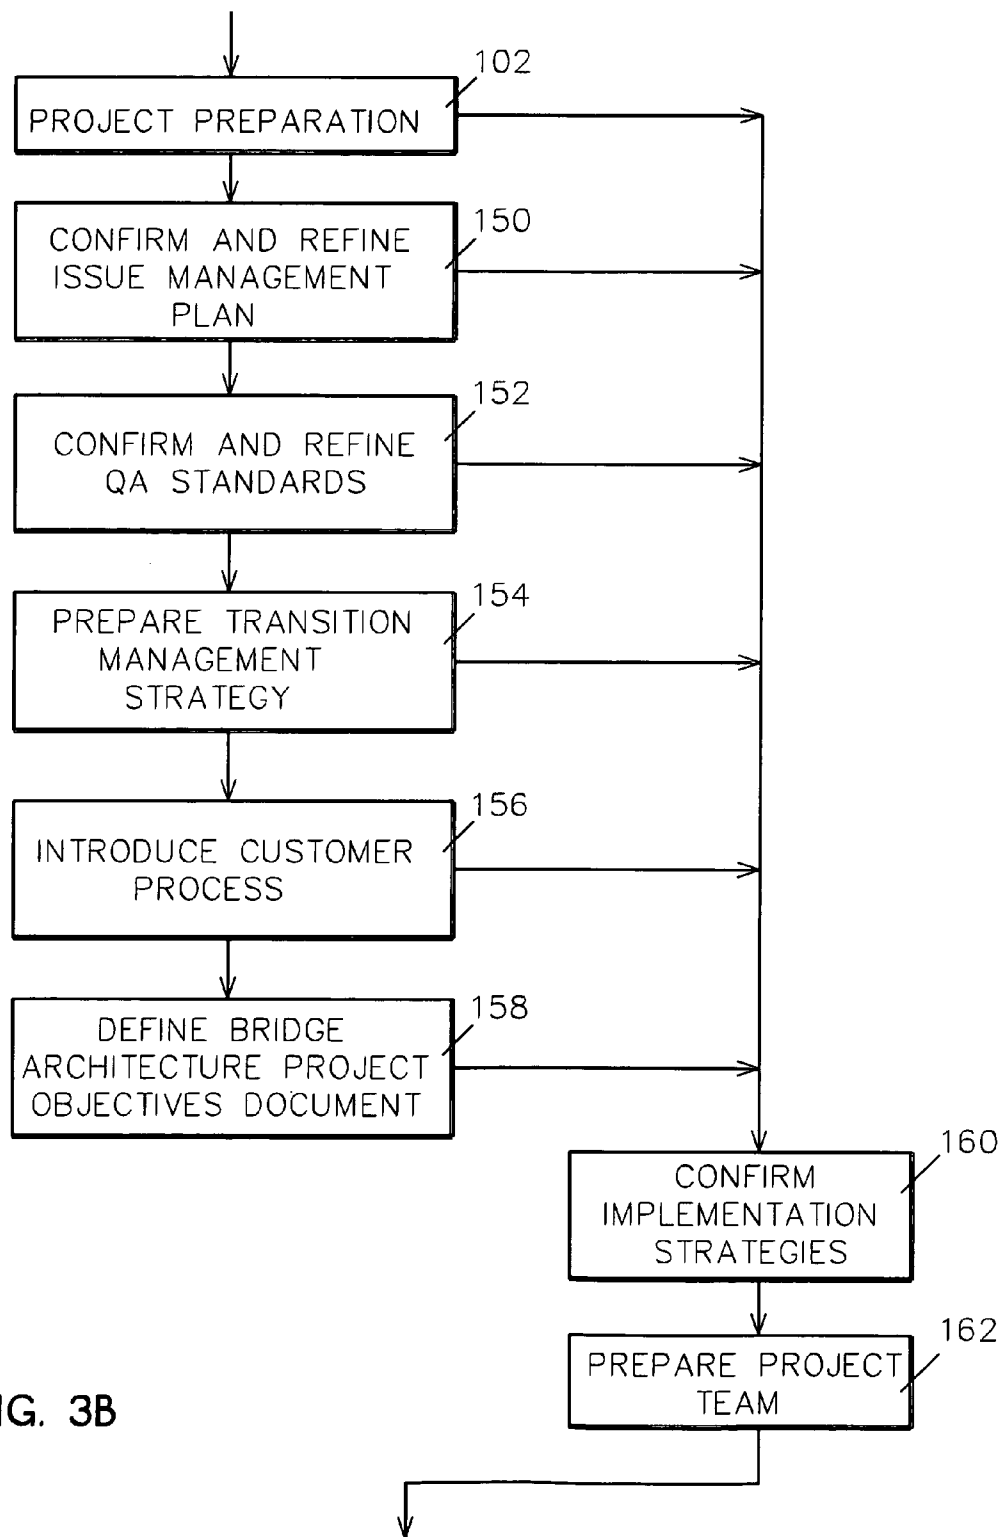 102
PROJECT PREPARATION
150
CONFIRM AND REFINE
ISSUE MANAGEMENT
PLAN
152
CONFIRM AND REFINE
QA STANDARDS
154
PREPARE TRANSITION
MANAGEMENT
STRATEGY
156
INTRODUCE CUSTOMER
PROCESS
158
DEFINE BRIDGE
ARCHITECTURE PROJECT
OBJECTIVES DOCUMENT
160
CONFIRM
IMPLEMENTATION
STRATEGIES
162
PREPARE PROJECT
TEAM
IG. 3B